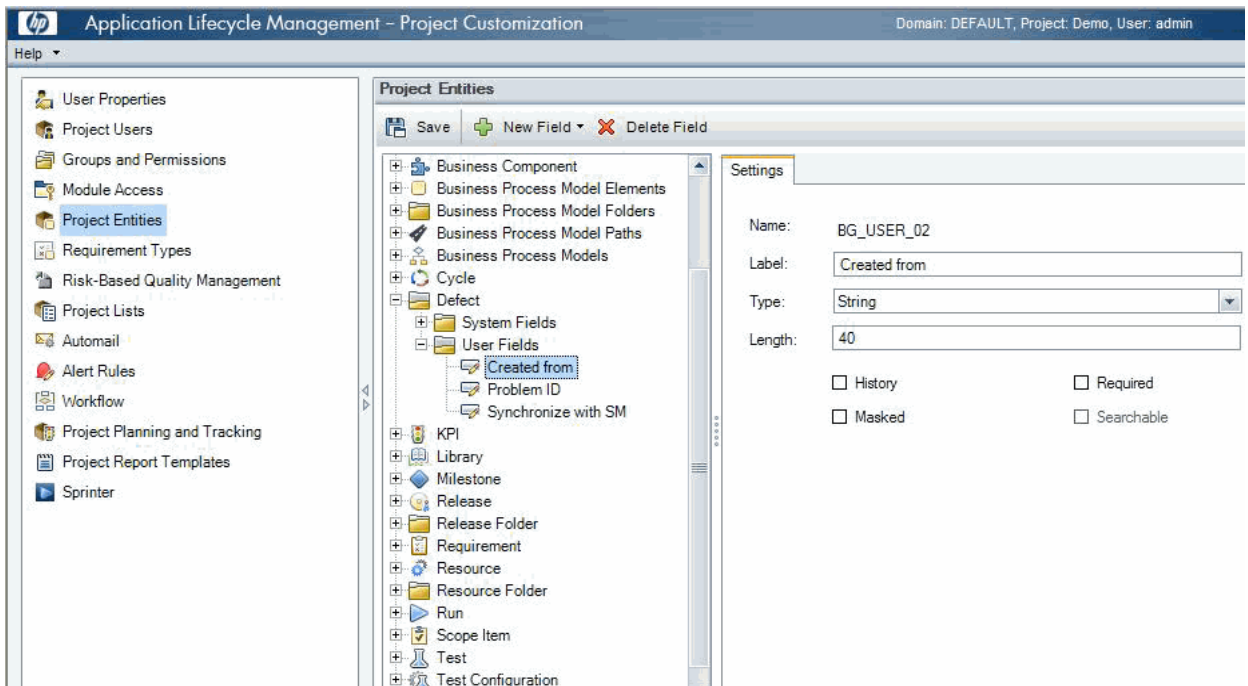 hp Application Lifecycle Management – Project Customization Domain: DEFAULT, Project: Demo, User: admin
Help
User Properties
Project Users
Groups and Permissions
Module Access
Project Entities
Requirement Types
Risk-Based Quality Management
Project Lists
Automail
Alert Rules
Workflow
Project Planning and Tracking
Project Report Templates
Sprinter
Project Entities
Save New Field Delete Field
Business Component
Business Process Model Elements
Business Process Model Folders
Business Process Model Paths
Business Process Models
Cycle
Defect
System Fields
User Fields
Created from
Problem ID
Synchronize with SM
KPI
Library
Milestone
Release
Release Folder
Requirement
Resource
Resource Folder
Run
Scope Item
Test
Test Configuration
Settings
Name: BG_USER_02
Label: Created from
Type: String
Length: 40
History Required
Masked Searchable